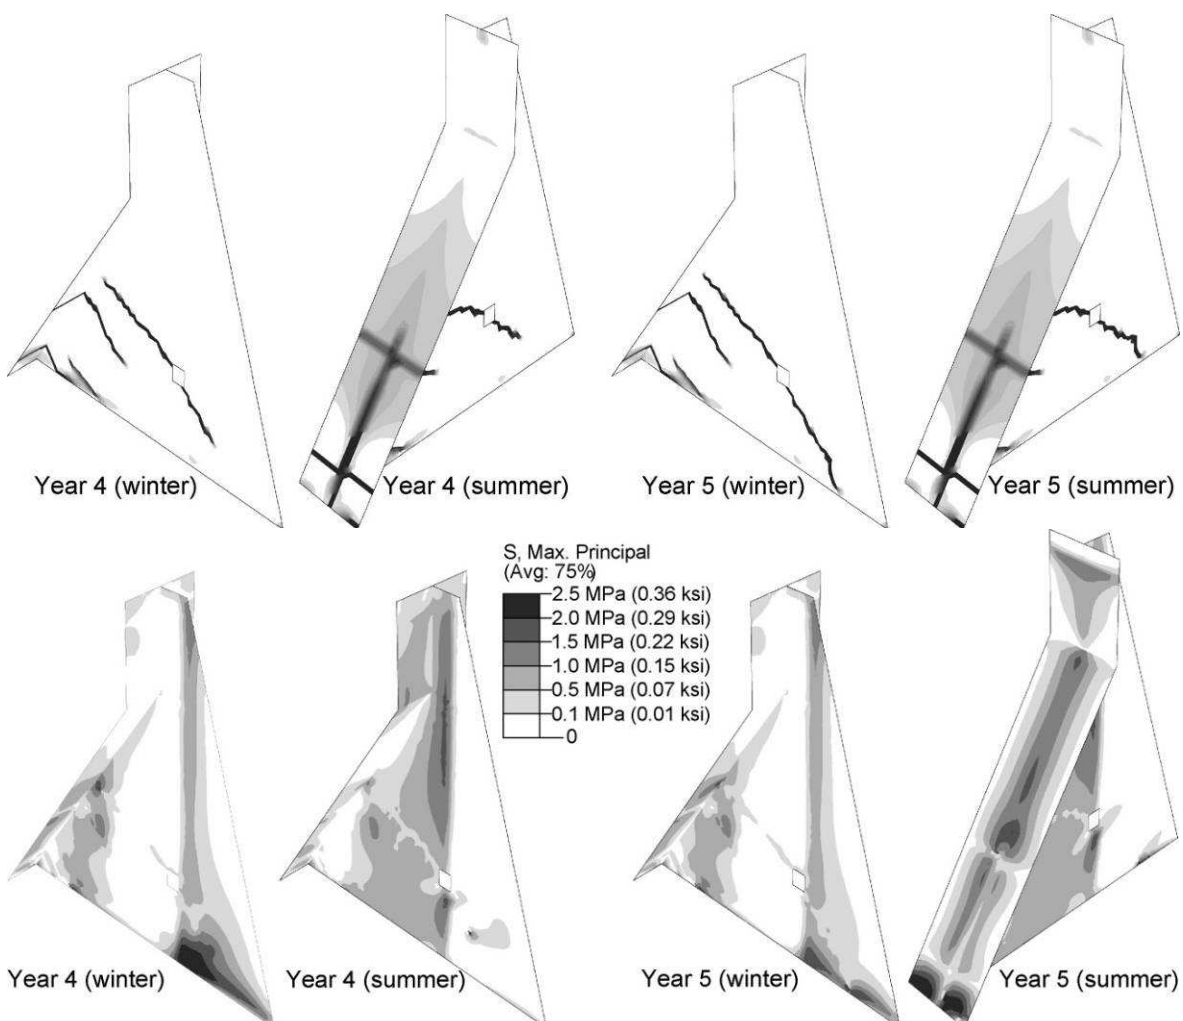 Year 4 (winter)
Year 4 (summer)
Year 5 (winter)
Year 5 (summer)
S, Max. Principal
(Avg: 75%)
2.5 MPa (0.36 ksi)
2.0 MPa (0.29 ksi)
1.5 MPa (0.22 ksi)
1.0 MPa (0.15 ksi)
0.5 MPa (0.07 ksi)
0.1 MPa (0.01 ksi)
0
Year 4 (winter)
Year 4 (summer)
Year 5 (winter)
Year 5 (summer)